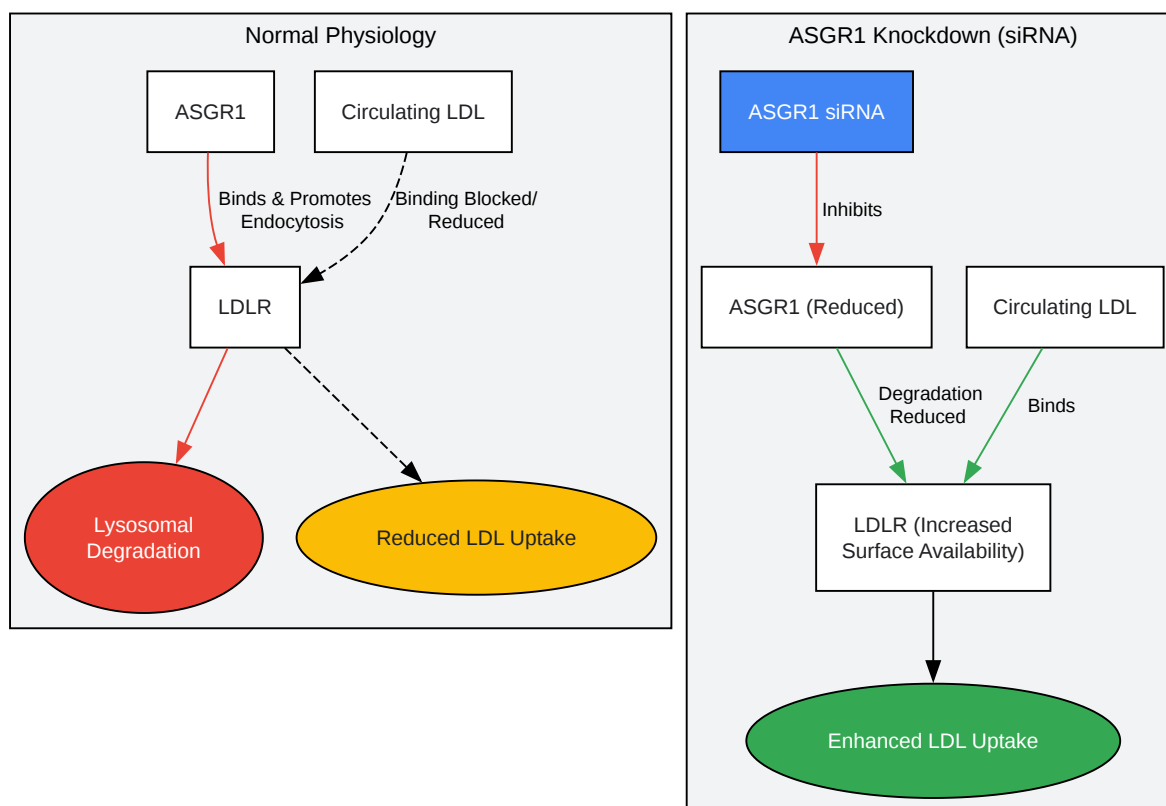 Normal Physiology
ASGR1
Circulating LDL
Binds & Promotes
Endocytosis
Binding Blocked/
Reduced
LDLR
Lysosomal
Degradation
Reduced LDL Uptake
ASGR1 Knockdown (siRNA)
ASGR1 siRNA
Inhibits
ASGR1 (Reduced)
Circulating LDL
Degradation
Reduced
Binds
LDLR (Increased
Surface Availability)
Enhanced LDL Uptake